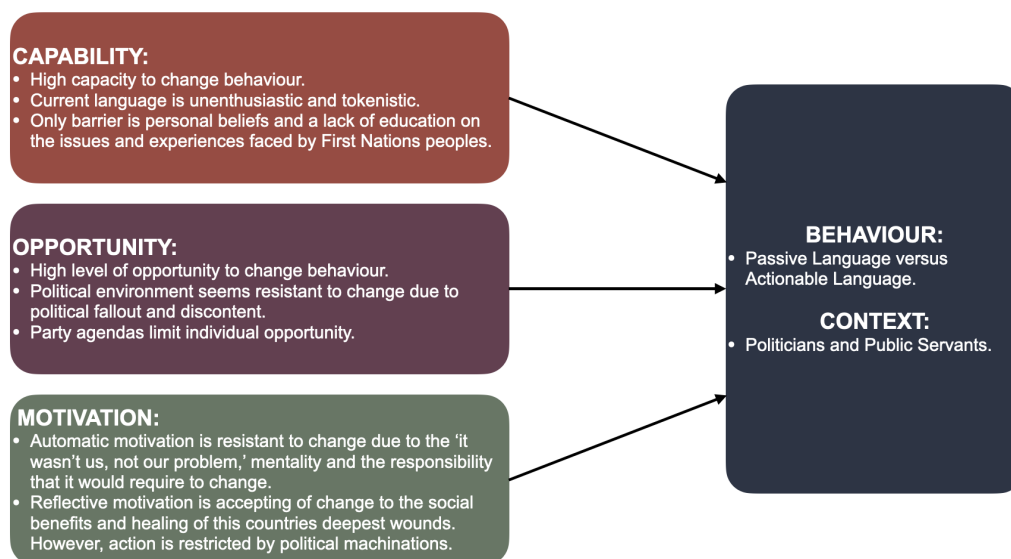 CAPABILITY:
• High capacity to change behaviour.
• Current language is unenthusiastic and tokenistic.
• Only barrier is personal beliefs and a lack of education on
the issues and experiences faced by First Nations peoples.
OPPORTUNITY:
• High level of opportunity to change behaviour.
• Political environment seems resistant to change due to
political fallout and discontent.
• Party agendas limit individual opportunity.
MOTIVATION:
• Automatic motivation is resistant to change due to the ‘it
wasn’t us, not our problem,’ mentality and the responsibility
that it would require to change.
• Reflective motivation is accepting of change to the social
benefits and healing of this countries deepest wounds.
However, action is restricted by political machinations.
BEHAVIOUR:
• Passive Language versus
Actionable Language.
CONTEXT:
• Politicians and Public Servants.